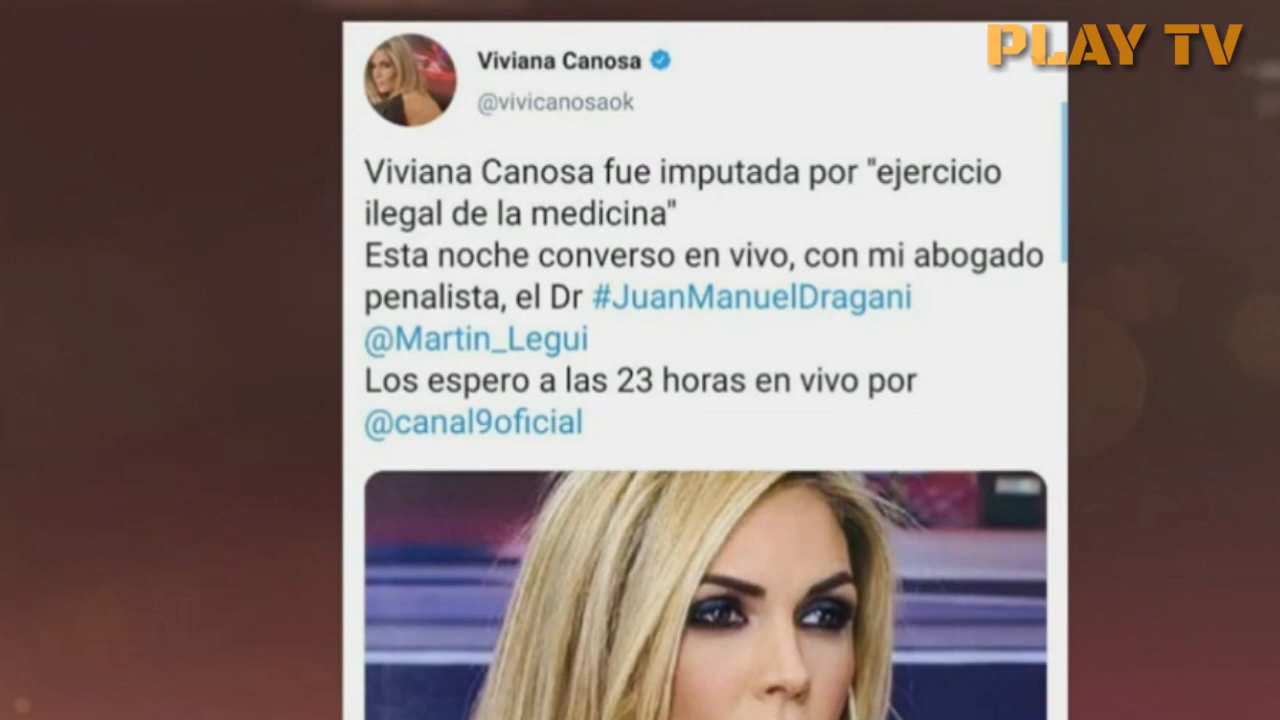 PLAY TV
Viviana Canosa
@vivicanosaok
Viviana Canosa fue imputada por "ejercicio
ilegal de la medicina"
Esta noche converso en vivo, con mi abogado
penalista, el Dr #JuanManuelDragani
@Martin_Legui
Los espero a las 23 horas en vivo por
@canal9oficial